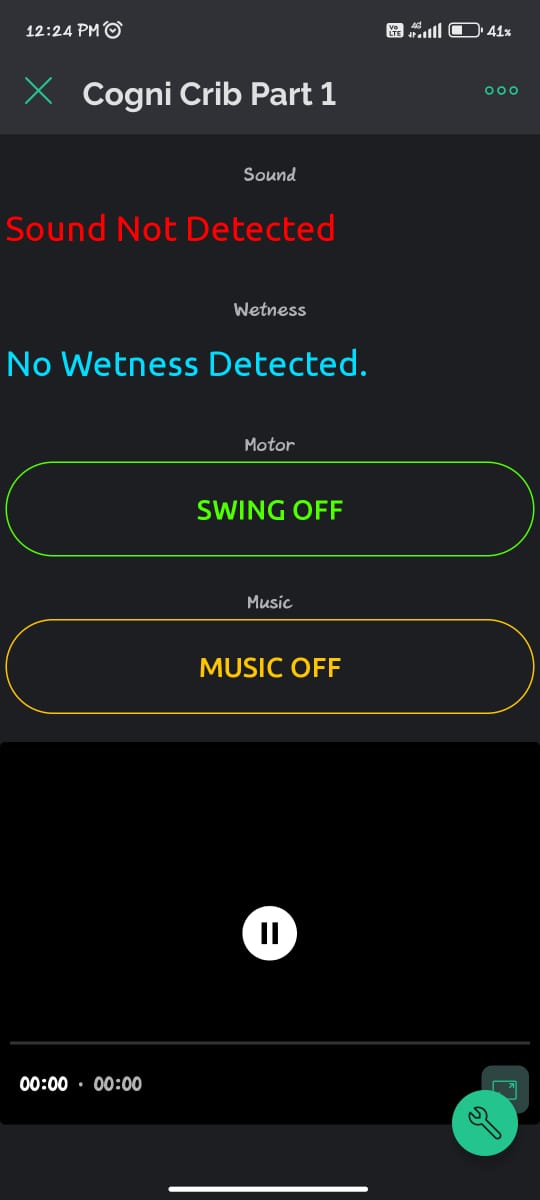 12:24 PM
Vo LTE 4G 41%
Cogni Crib Part 1
Sound
Sound Not Detected
Wetness
No Wetness Detected.
Motor
SWING OFF
Music
MUSIC OFF
00:00 • 00:00